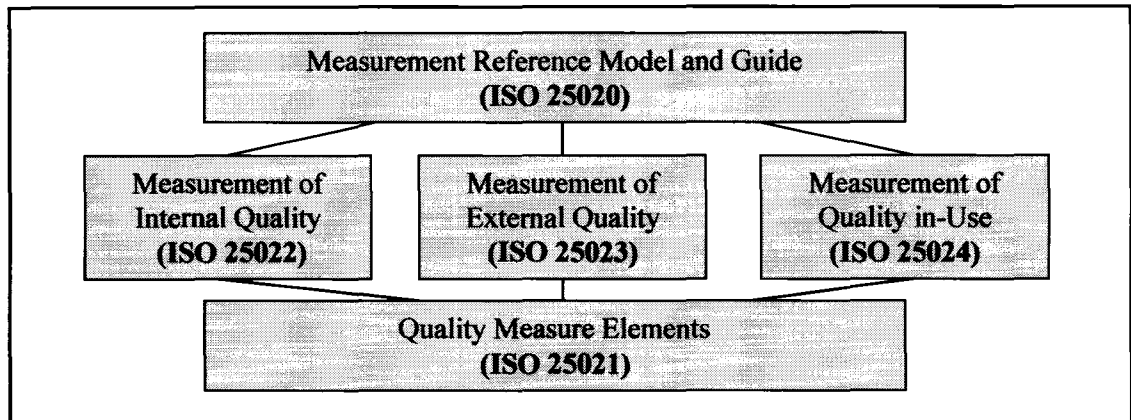 Measurement Reference Model and Guide
(ISO 25020)
Measurement of
Internal Quality
(ISO 25022)
Measurement of
External Quality
(ISO 25023)
Measurement of
Quality in-Use
(ISO 25024)
Quality Measure Elements
(ISO 25021)